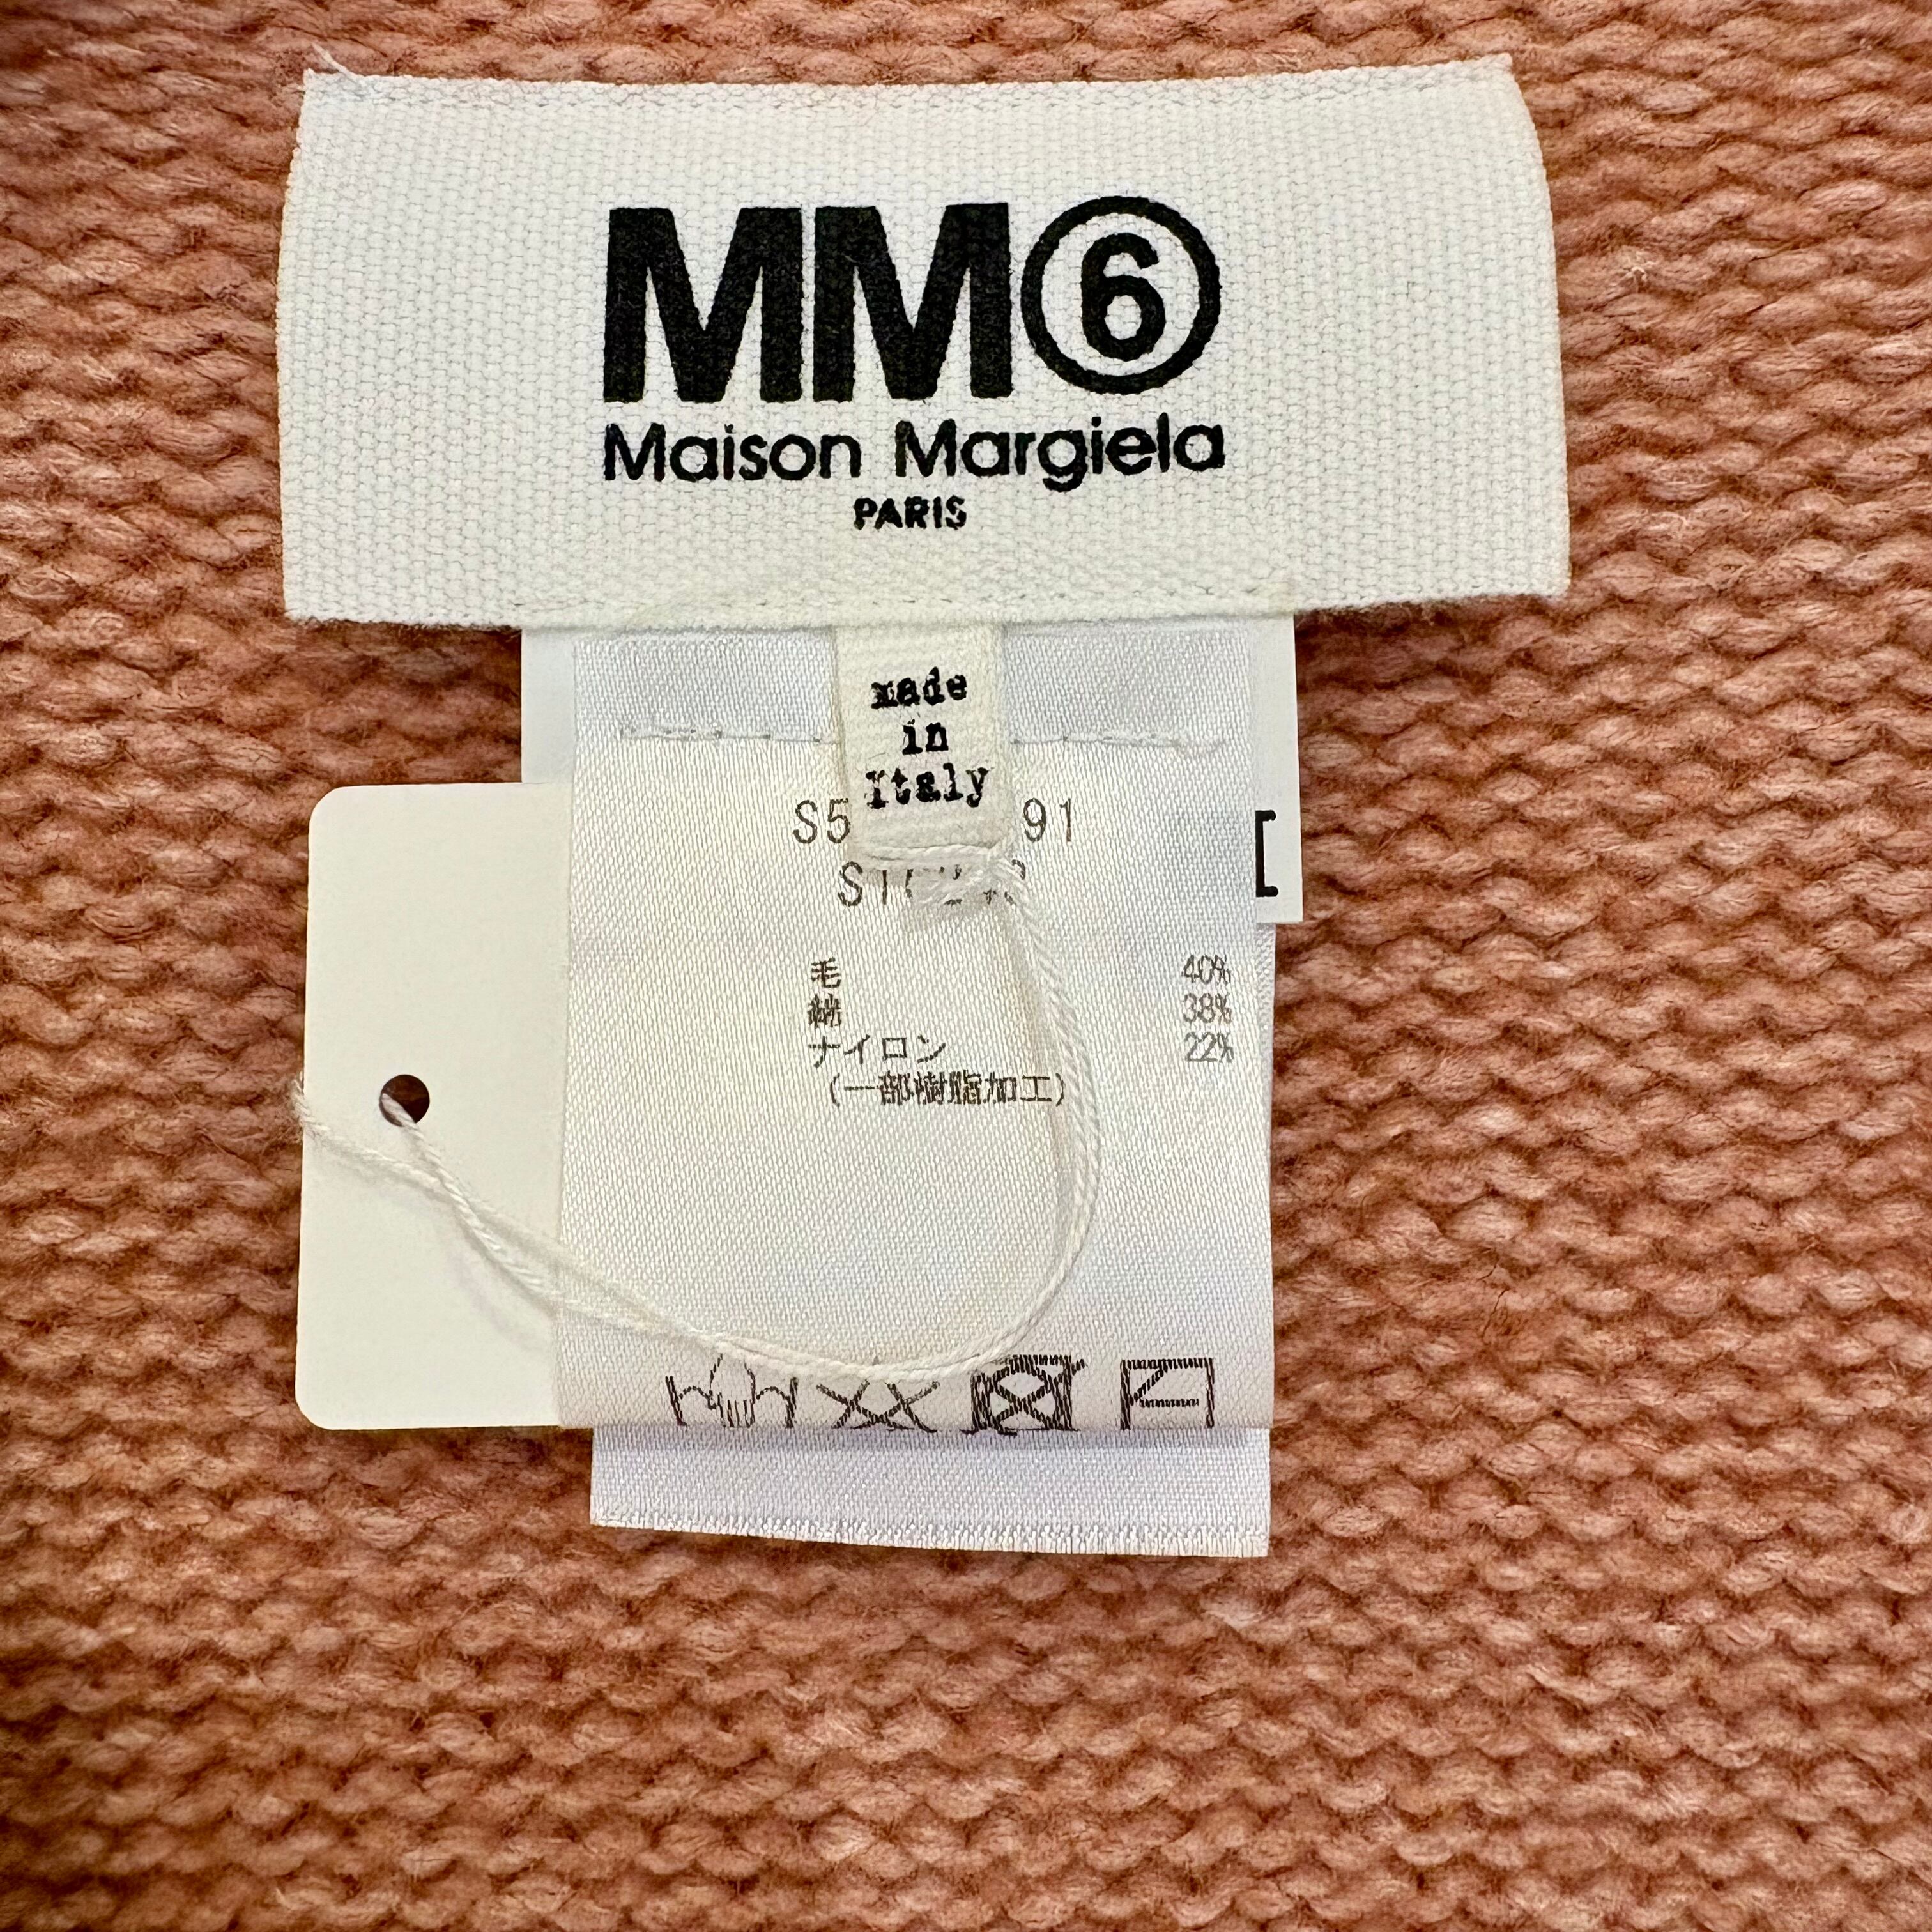 MM⑥
Maison Margiela
PARIS
made
in
Italy
毛 40%
綿 38%
ナイロン 22%
(一部樹脂加工)